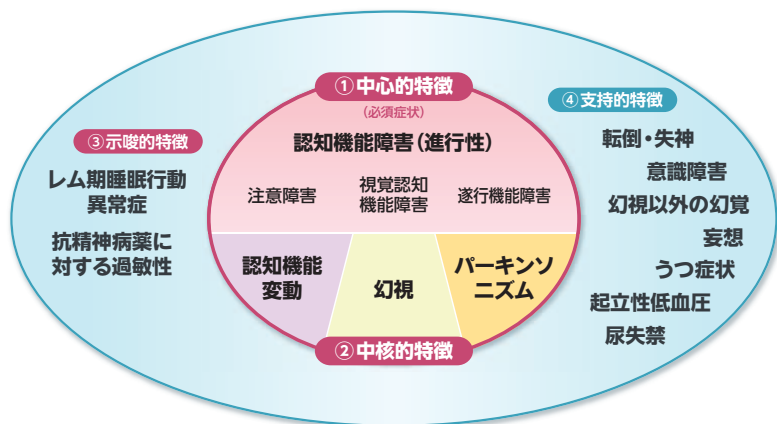 ①中心的特徴
(必須症状)
認知機能障害(進行性)
注意障害
視覚認知
機能障害
遂行機能障害
認知機能
変動
幻視
パーキンソ
ニズム
②中核的特徴
③示唆的特徴
レム期睡眠行動
異常症
抗精神病薬に
対する過敏性
④支持的特徴
転倒・失神
意識障害
幻視以外の幻覚
妄想
うつ症状
起立性低血圧
尿失禁